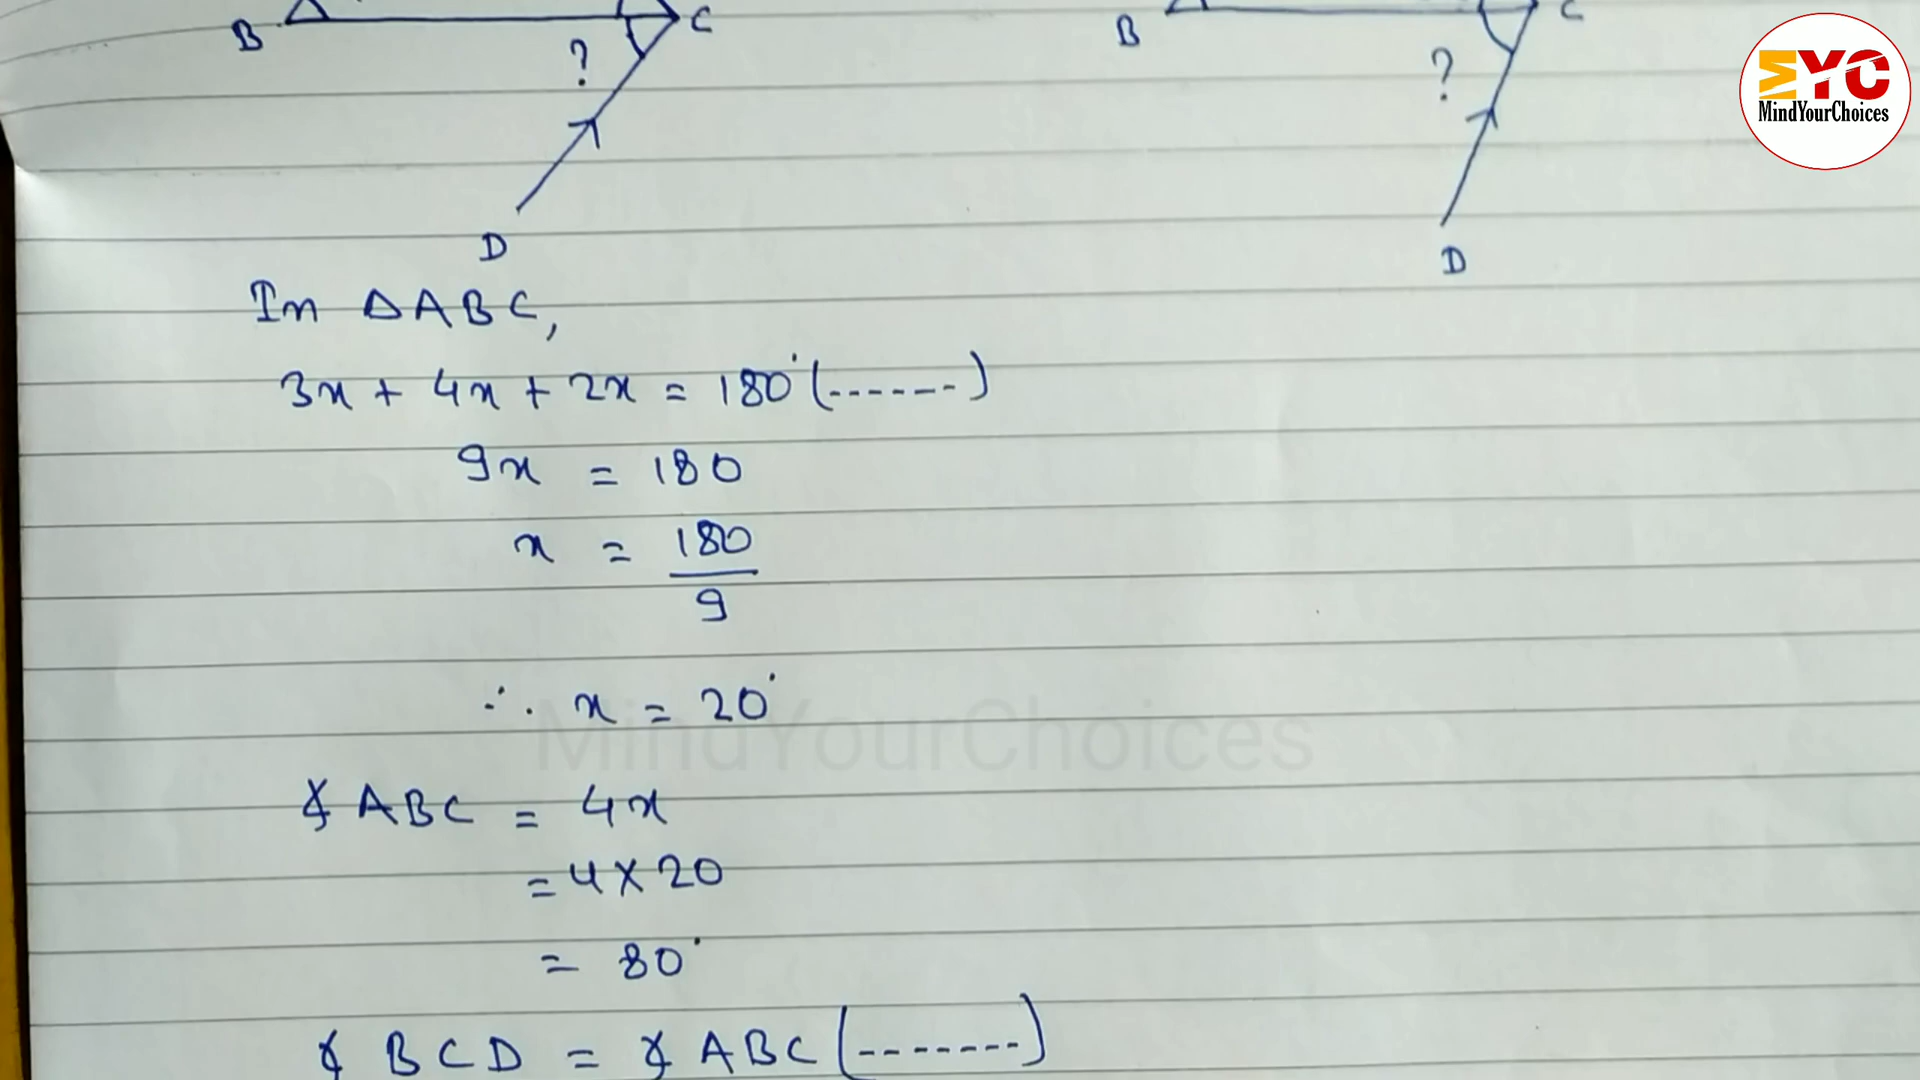 B C B C
? ?
D D
MYC
MindYourChoices
In ΔABC,
3x + 4x + 2x = 180° (------)
9x = 180
x = 180
9
∴ x = 20°
MindYourChoices
∡ ABC = 4x
= 4 × 20
= 80°
∡ BCD = ∡ ABC (-------)